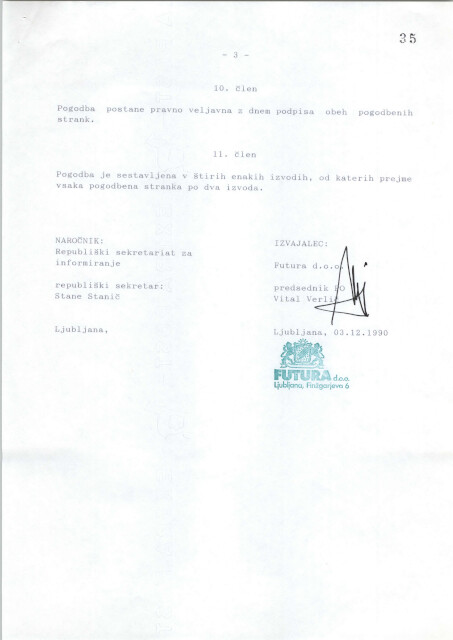 35
- 3 -
10. člen
Pogodba postane pravno veljavna z dnem podpisa obeh pogodbenih
strank.
11. člen
Pogodba je sestavljena v štirih enakih izvodih, od katerih prejme
vsaka pogodbena stranka po dva izvoda.
NAROČNIK:
Republiški sekretariat za
informiranje
republiški sekretar:
Stane Stanič
Ljubljana,
IZVAJALEC:
Futura d.o.o.
predsednik PO
Vital Verlič
Ljubljana, 03.12.1990
FUTURA d.o.o.
Ljubljana, Finžgarjeva 6